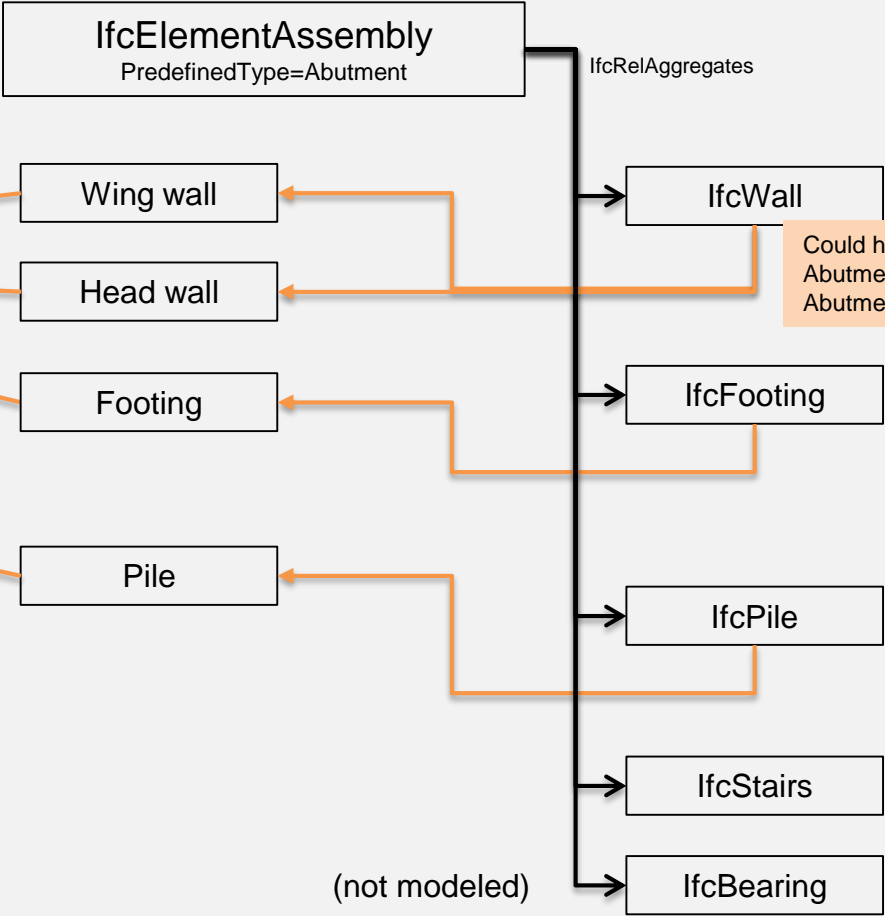 IfcElementAssembly
PredefinedType=Abutment
IfcRelAggregates
Wing wall
IfcWall
Could h
Abutme
Abutme
Head wall
IfcFooting
Footing
Pile
IfcPile
IfcStairs
(not modeled)
IfcBearing